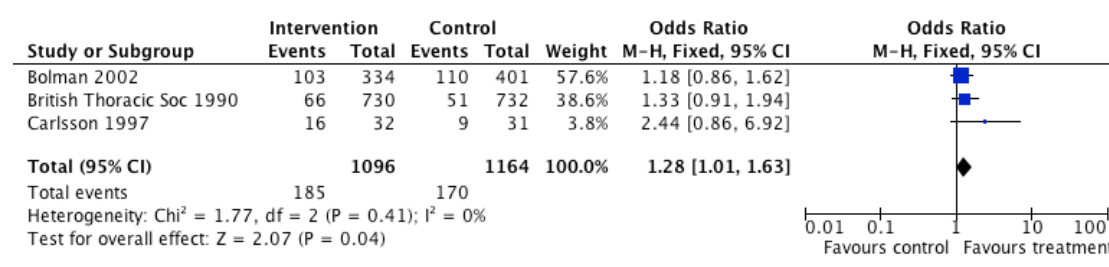 Intervention Control Odds Ratio Odds Ratio
Study or Subgroup Events Total Events Total Weight M-H, Fixed, 95% CI M-H, Fixed, 95% CI
Bolman 2002 103 334 110 401 57.6% 1.18 [0.86, 1.62]
British Thoracic Soc 1990 66 730 51 732 38.6% 1.33 [0.91, 1.94]
Carlsson 1997 16 32 9 31 3.8% 2.44 [0.86, 6.92]
Total (95% CI) 1096 1164 100.0% 1.28 [1.01, 1.63]
Total events 185 170
Heterogeneity: Chi² = 1.77, df = 2 (P = 0.41); I² = 0%
Test for overall effect: Z = 2.07 (P = 0.04)
0.01 0.1 1 10 100
Favours control Favours treatment